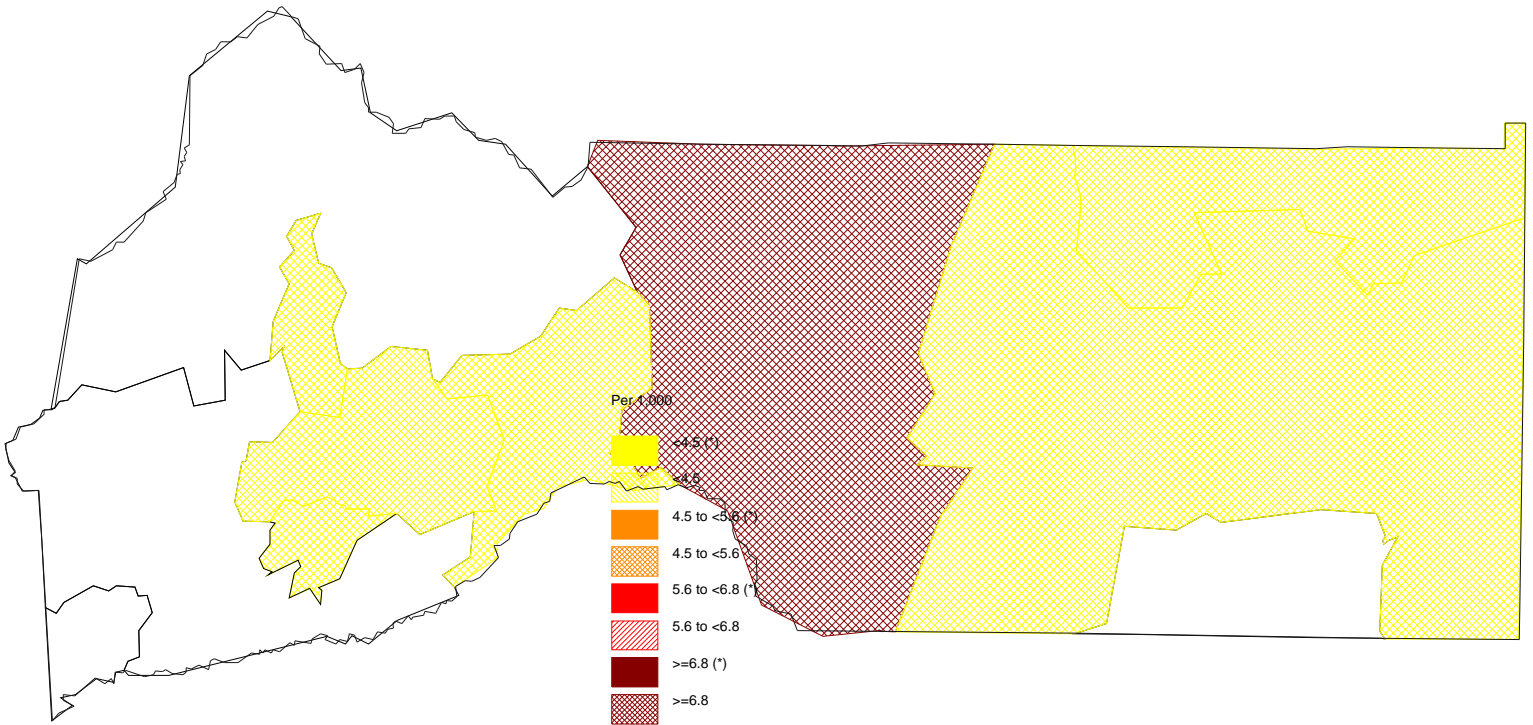 Per 1,000
<4.5 (*)
<4.5
4.5 to <5.6 (*)
4.5 to <5.6
5.6 to <6.8 (*)
5.6 to <6.8
>=6.8 (*)
>=6.8